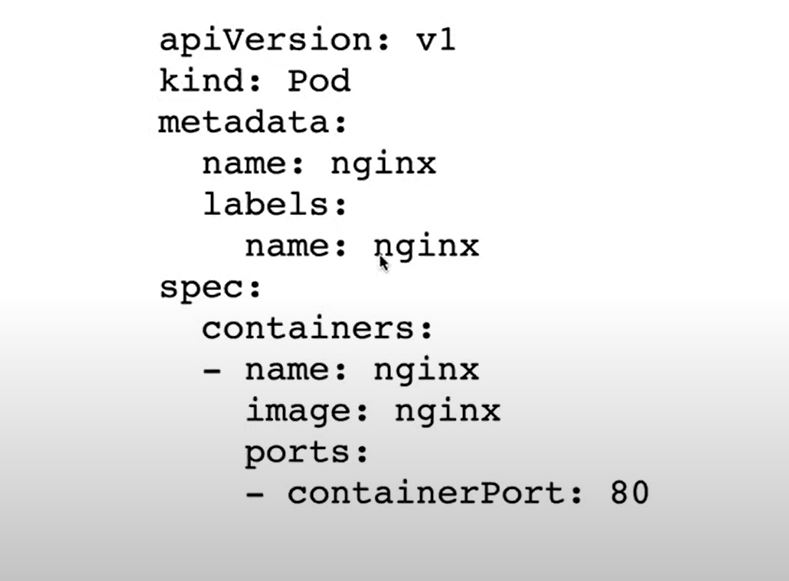 apiVersion: v1
kind: Pod
metadata:
  name: nginx
  labels:
    name: nginx
spec:
  containers:
  - name: nginx
    image: nginx
    ports:
    - containerPort: 80